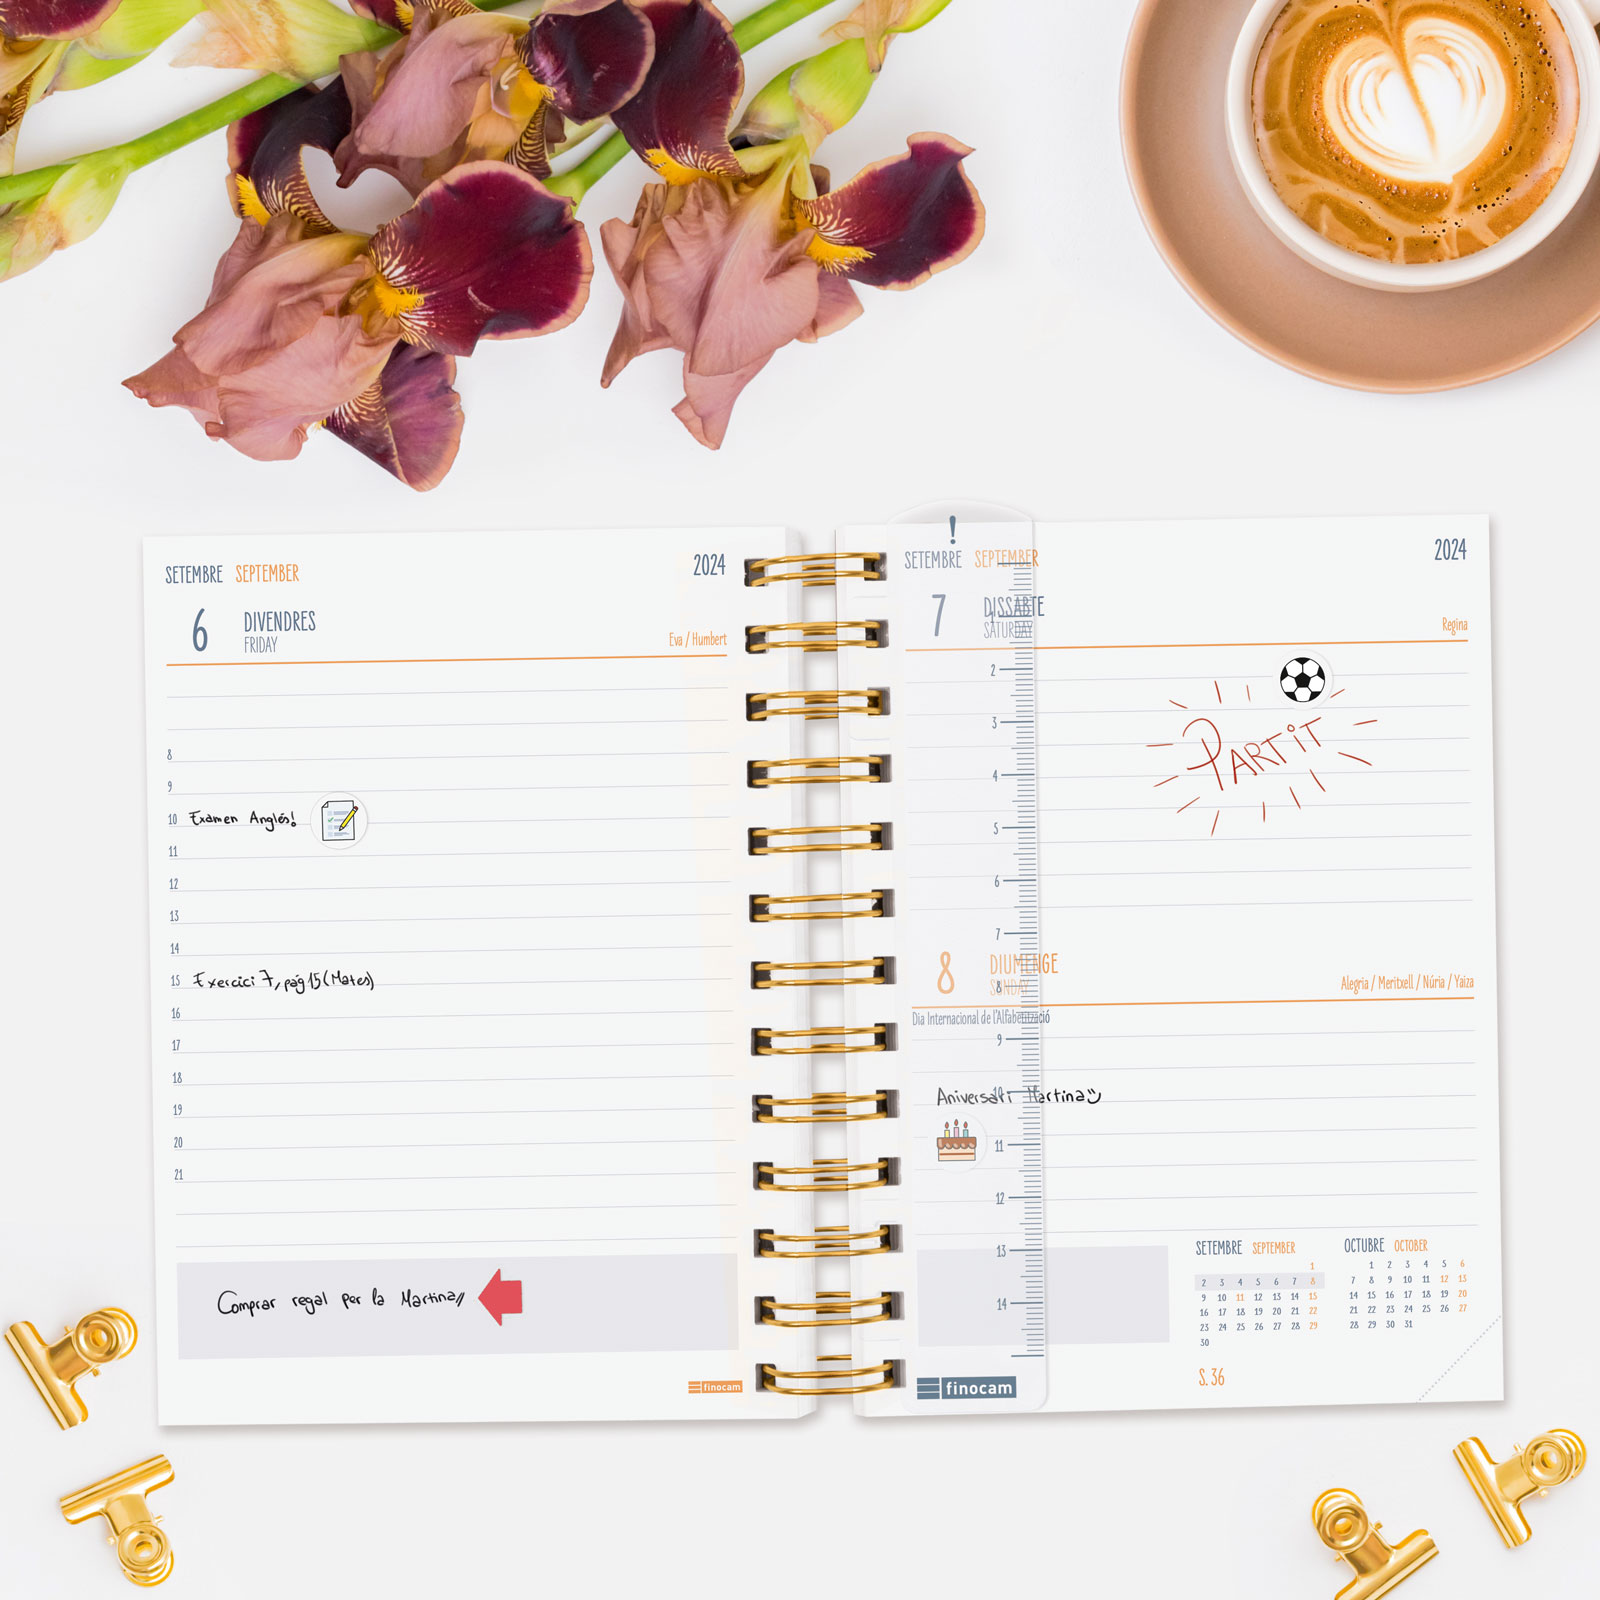 SETEMBRE SEPTEMBER 2024
6 DIVENDRES
FRIDAY
Eva / Humbert
8
9
10 Examen Anglés!
11
12
13
14
15 Exercici 7, pág 15 (Mates)
16
17
18
19
20
21
Comprar regal per la Martina
finocam
!
SETEMBRE SEPTEMBER 2024
7 DISSABTE
SATURDAY
Regina
PARTiT
8 DIUMENGE
SUNDAY
Alegria / Meritxell / Núria / Yaiza
Dia Internacional de l'Alfabetització
Aniversari Martina
1
2
3
4
5
6
7
8
9
10
11
12
13
14
finocam
SETEMBRE SEPTEMBER
1
2 3 4 5 6 7 8
9 10 11 12 13 14 15
16 17 18 19 20 21 22
23 24 25 26 27 28 29
30
OCTUBRE OCTOBER
1 2 3 4 5 6
7 8 9 10 11 12 13
14 15 16 17 18 19 20
21 22 23 24 25 26 27
28 29 30 31
S. 36